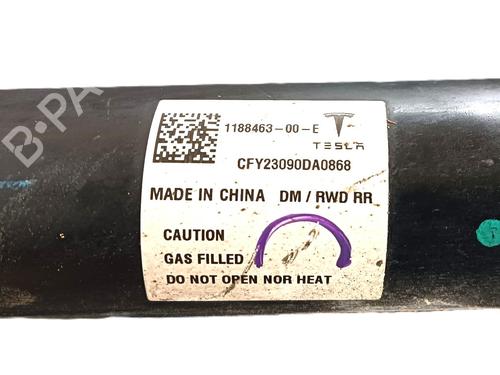 1188463-00-E
TESLA
CFY23090DA0868
MADE IN CHINA DM / RWD RR
CAUTION
GAS FILLED
DO NOT OPEN NOR HEAT